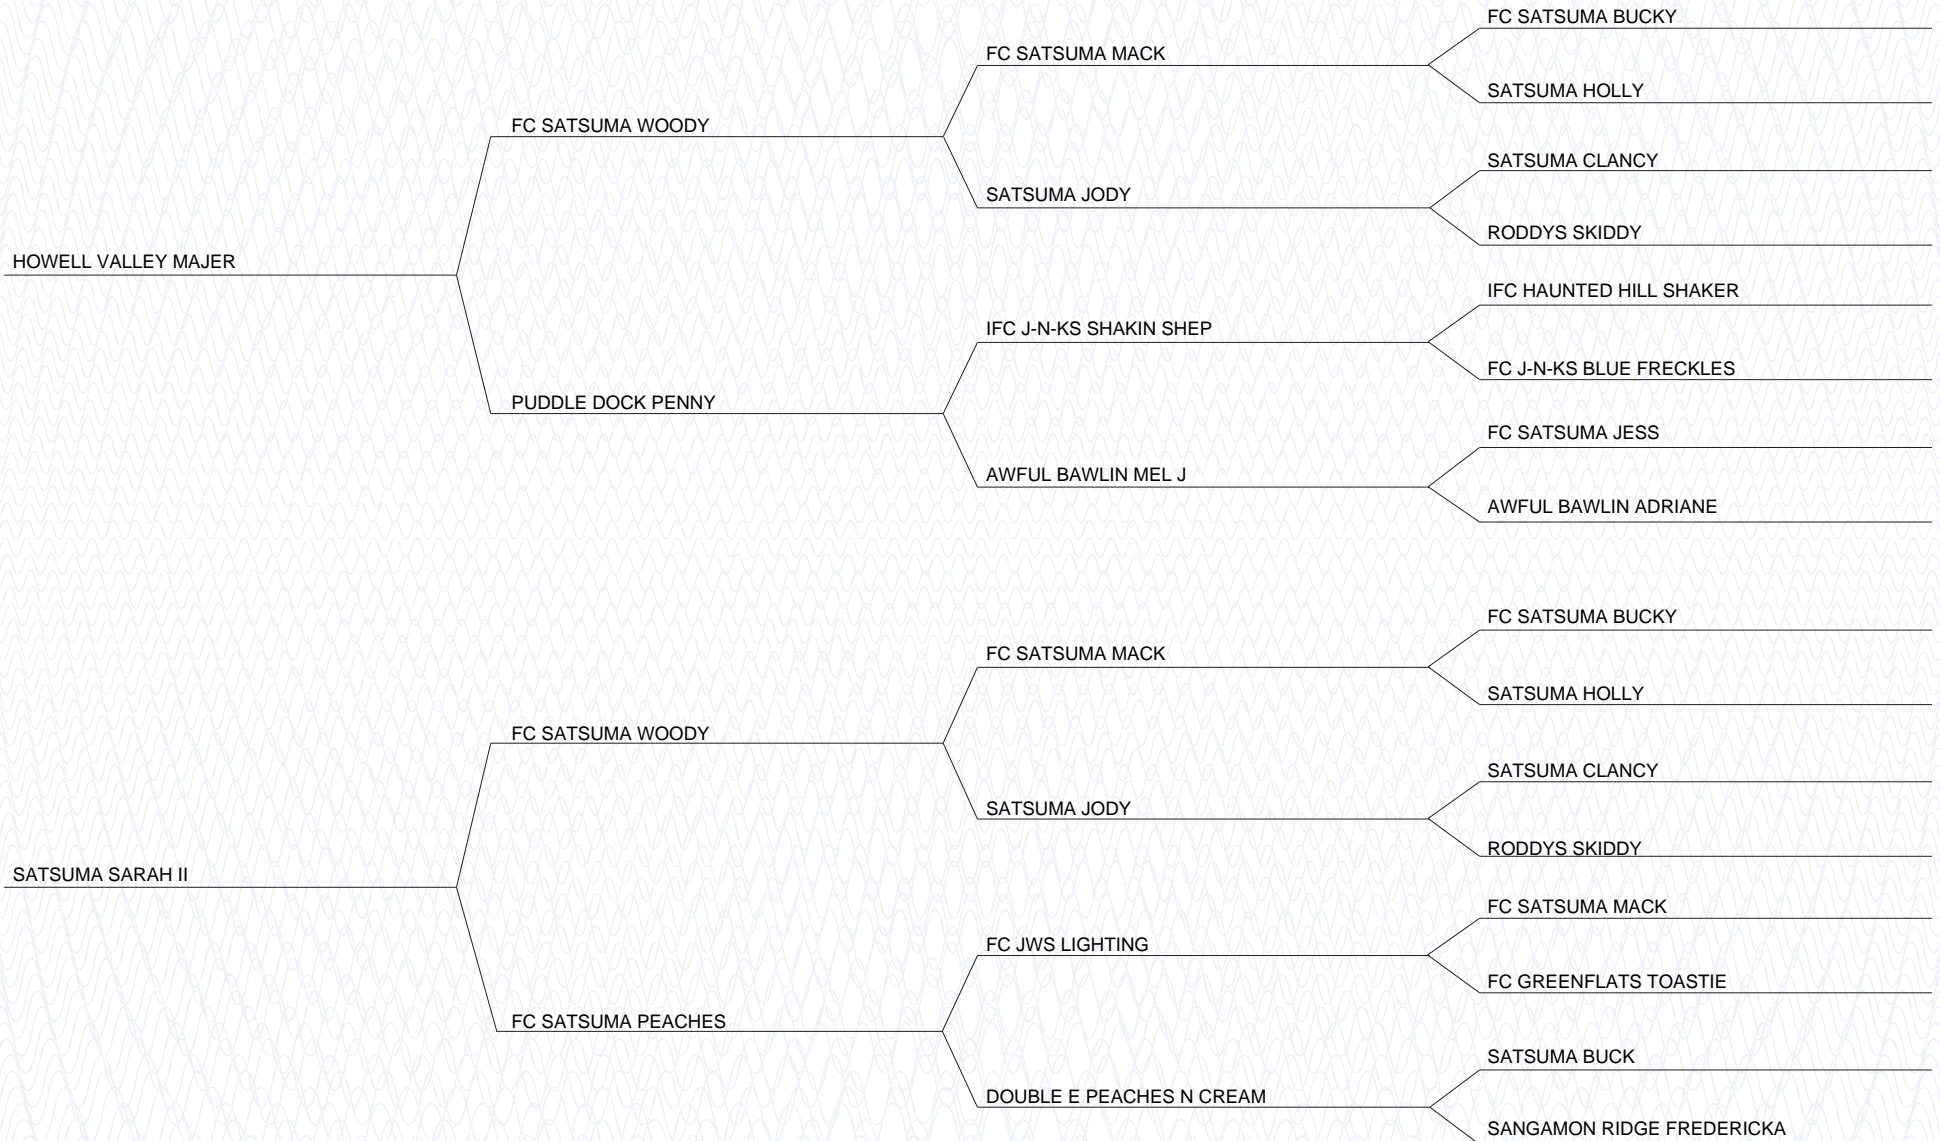 FC SATSUMA BUCKY
FC SATSUMA MACK
SATSUMA HOLLY
FC SATSUMA WOODY
SATSUMA CLANCY
SATSUMA JODY
RODDYS SKIDDY
HOWELL VALLEY MAJER
IFC HAUNTED HILL SHAKER
IFC J-N-KS SHAKIN SHEP
FC J-N-KS BLUE FRECKLES
PUDDLE DOCK PENNY
FC SATSUMA JESS
AWFUL BAWLIN MEL J
AWFUL BAWLIN ADRIANE
FC SATSUMA BUCKY
FC SATSUMA MACK
SATSUMA HOLLY
FC SATSUMA WOODY
SATSUMA CLANCY
SATSUMA JODY
RODDYS SKIDDY
SATSUMA SARAH II
FC SATSUMA MACK
FC JWS LIGHTING
FC GREENFLATS TOASTIE
FC SATSUMA PEACHES
SATSUMA BUCK
DOUBLE E PEACHES N CREAM
SANGAMON RIDGE FREDERICKA